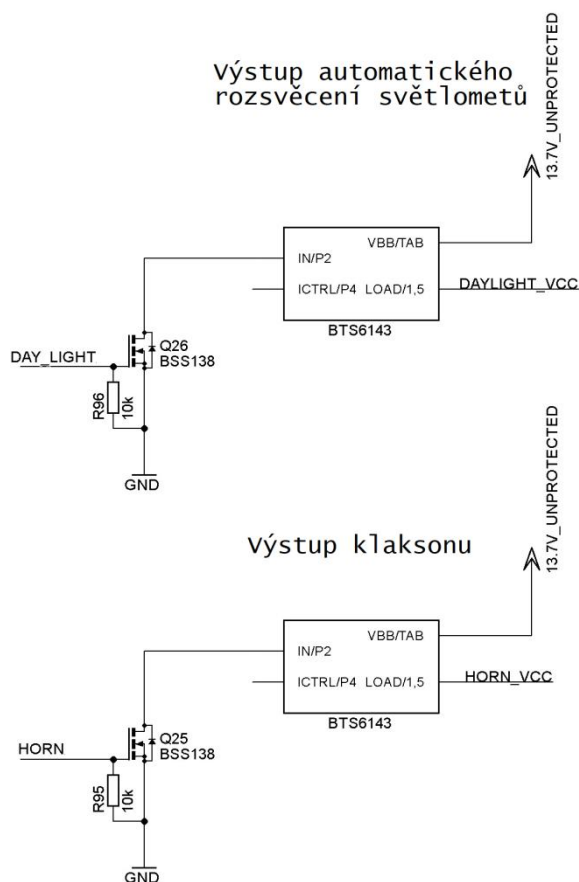 Výstup automatického
rozsvěcení světlometů
13.7V_UNPROTECTED
VBB/TAB
IN/P2
ICTRL/P4 LOAD/1,5
DAYLIGHT_VCC
BTS6143
Q26
BSS138
DAY_LIGHT
R96
10k
GND
Výstup klaksonu
13.7V_UNPROTECTED
VBB/TAB
IN/P2
ICTRL/P4 LOAD/1,5
HORN_VCC
BTS6143
Q25
BSS138
HORN
R95
10k
GND